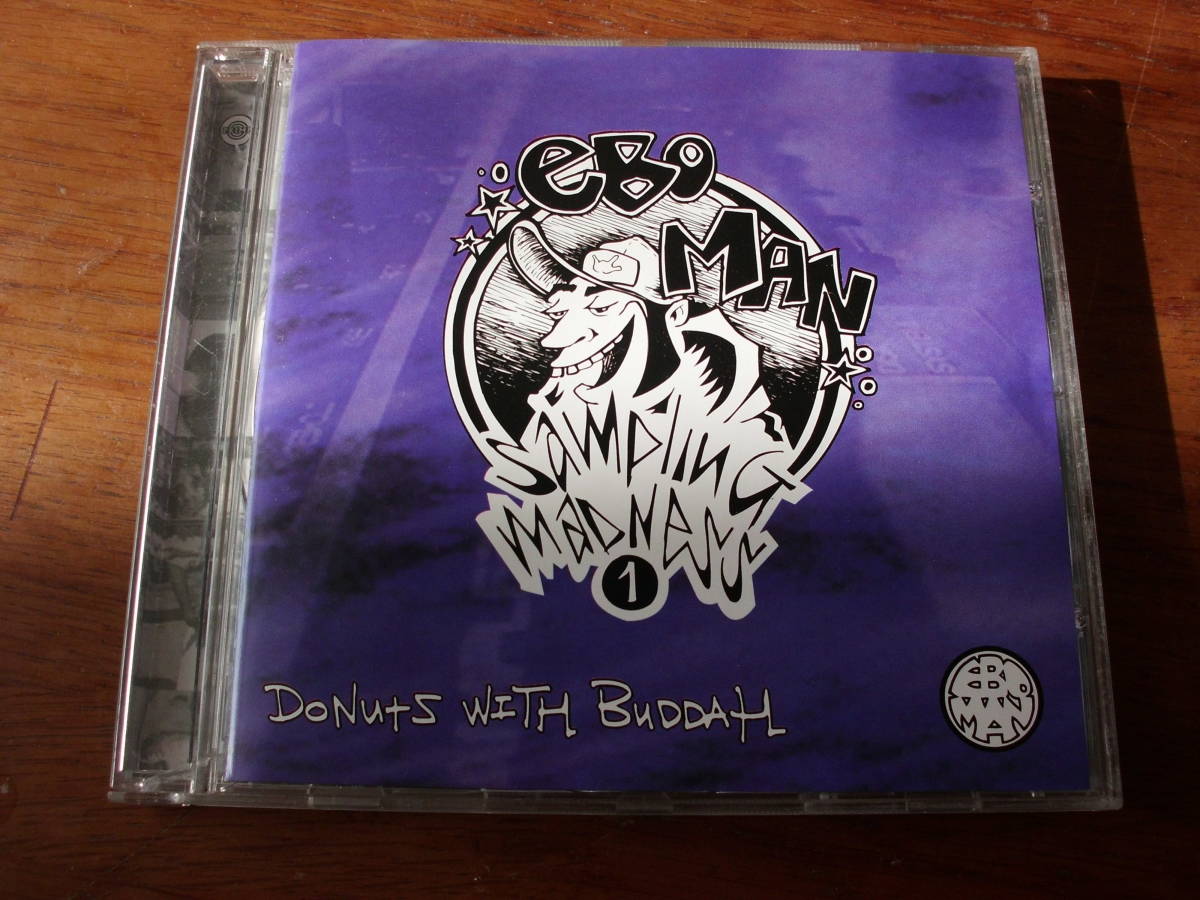 eBO
MAN
SAMPLING
MADNESS
1
DONUTS WITH BUDDAH
EBO
MAN